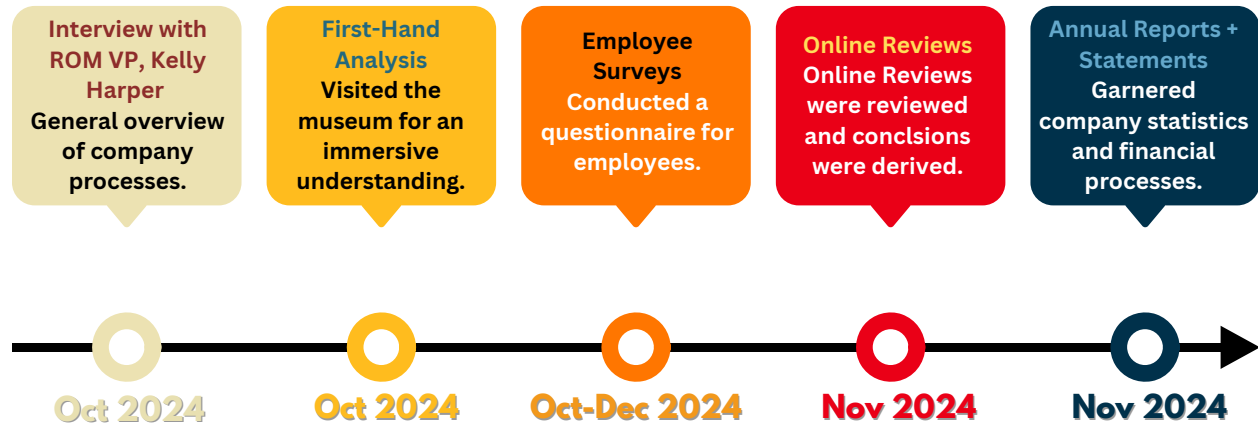 Interview with
ROM VP, Kelly
Harper
General overview
of company
processes.
First-Hand
Analysis
Visited the
museum for an
immersive
understanding.
Employee
Surveys
Conducted a
questionnaire for
employees.
Online Reviews
Online Reviews
were reviewed
and conclsions
were derived.
Annual Reports +
Statements
Garnered
company statistics
and financial
processes.
Oct 2024
Oct 2024
Oct-Dec 2024
Nov 2024
Nov 2024